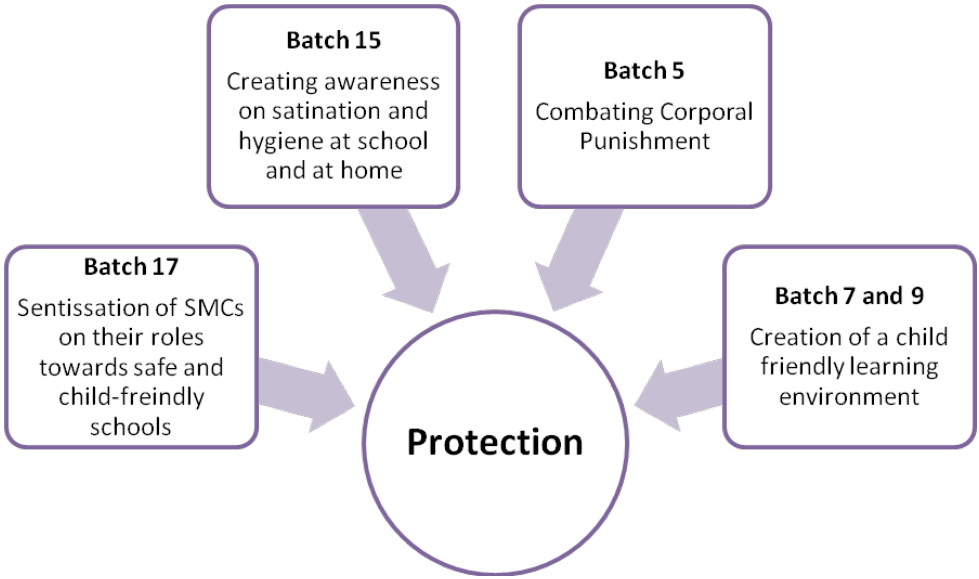 Batch 15
Creating awareness
on satination and
hygiene at school
and at home
Batch 5
Combating Corporal
Punishment
Batch 17
Sentissation of SMCs
on their roles
towards safe and
child-freindly
schools
Batch 7 and 9
Creation of a child
friendly learning
environment
Protection